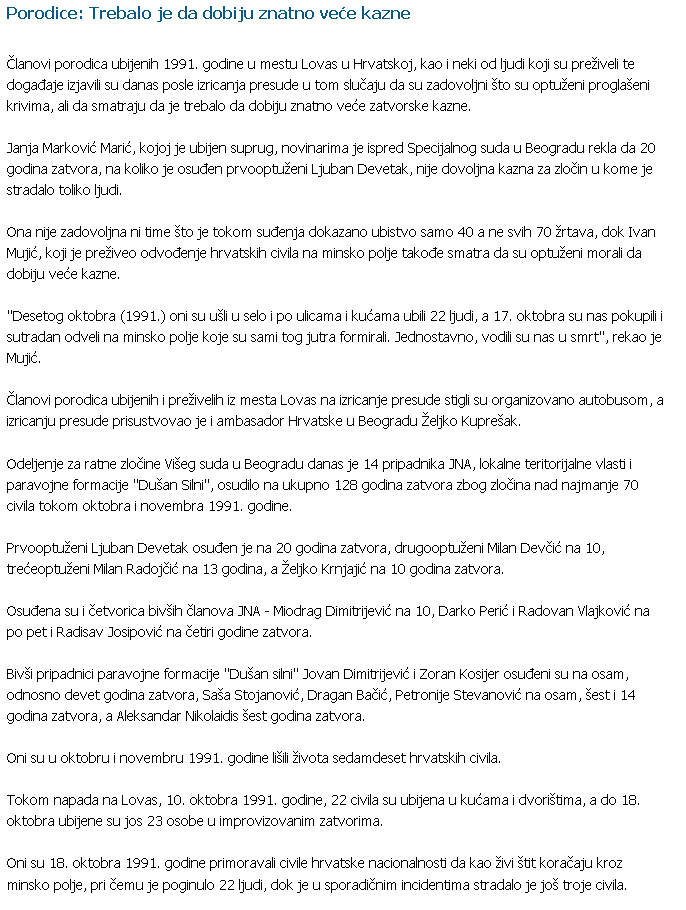 Porodice: Trebalo je da dobiju znatno veće kazne
Članovi porodica ubijenih 1991. godine u mestu Lovas u Hrvatskoj, kao i neki od ljudi koji su preživeli te
događaje izjavili su danas posle izricanja presude u tom slučaju da su zadovoljni što su optuženi proglašeni
krivima, ali da smatraju da je trebalo da dobiju znatno veće zatvorske kazne.
Janja Marković Marić, kojoj je ubijen suprug, novinarima je ispred Specijalnog suda u Beogradu rekla da 20
godina zatvora, na koliko je osuđen prvooptuženi Ljuban Devetak, nije dovoljna kazna za zločin u kome je
stradalo toliko ljudi.
Ona nije zadovoljna ni time što je tokom suđenja dokazano ubistvo samo 40 a ne svih 70 žrtava, dok Ivan
Mujić, koji je preživeo odvođenje hrvatskih civila na minsko polje takođe smatra da su optuženi morali da
dobiju veće kazne.
"Desetog oktobra (1991.) oni su ušli u selo i po ulicama i kućama ubili 22 ljudi, a 17. oktobra su nas pokupili i
sutradan odveli na minsko polje koje su sami tog jutra formirali. Jednostavno, vodili su nas u smrt", rekao je
Mujić.
Članovi porodica ubijenih i preživelih iz mesta Lovas na izricanje presude stigli su organizovano autobusom, a
izricanju presude prisustvovao je i ambasador Hrvatske u Beogradu Željko Kuprešak.
Odeljenje za ratne zločine Višeg suda u Beogradu danas je 14 pripadnika JNA, lokalne teritorijalne vlasti i
paravojne formacije "Dušan Silni", osudilo na ukupno 128 godina zatvora zbog zločina nad najmanje 70
civila tokom oktobra i novembra 1991. godine.
Prvooptuženi Ljuban Devetak osuđen je na 20 godina zatvora, drugooptuženi Milan Devčić na 10,
trećeoptuženi Milan Radojčić na 13 godina, a Željko Krnjajić na 10 godina zatvora.
Osuđena su i četvorica bivših članova JNA - Miodrag Dimitrijević na 10, Darko Perić i Radovan Vlajković na
po pet i Radisav Josipović na četiri godine zatvora.
Bivši pripadnici paravojne formacije "Dušan silni" Jovan Dimitrijević i Zoran Kosijer osuđeni su na osam,
odnosno devet godina zatvora, Saša Stojanović, Dragan Bačić, Petronije Stevanović na osam, šest i 14
godina zatvora, a Aleksandar Nikolaidis šest godina zatvora.
Oni su u oktobru i novembru 1991. godine lišili života sedamdeset hrvatskih civila.
Tokom napada na Lovas, 10. oktobra 1991. godine, 22 civila su ubijena u kućama i dvorištima, a do 18.
oktobra ubijene su jos 23 osobe u improvizovanim zatvorima.
Oni su 18. oktobra 1991. godine primoravali civile hrvatske nacionalnosti da kao živi štit koračaju kroz
minsko polje, pri čemu je poginulo 22 ljudi, dok je u sporadičnim incidentima stradalo je još troje civila.